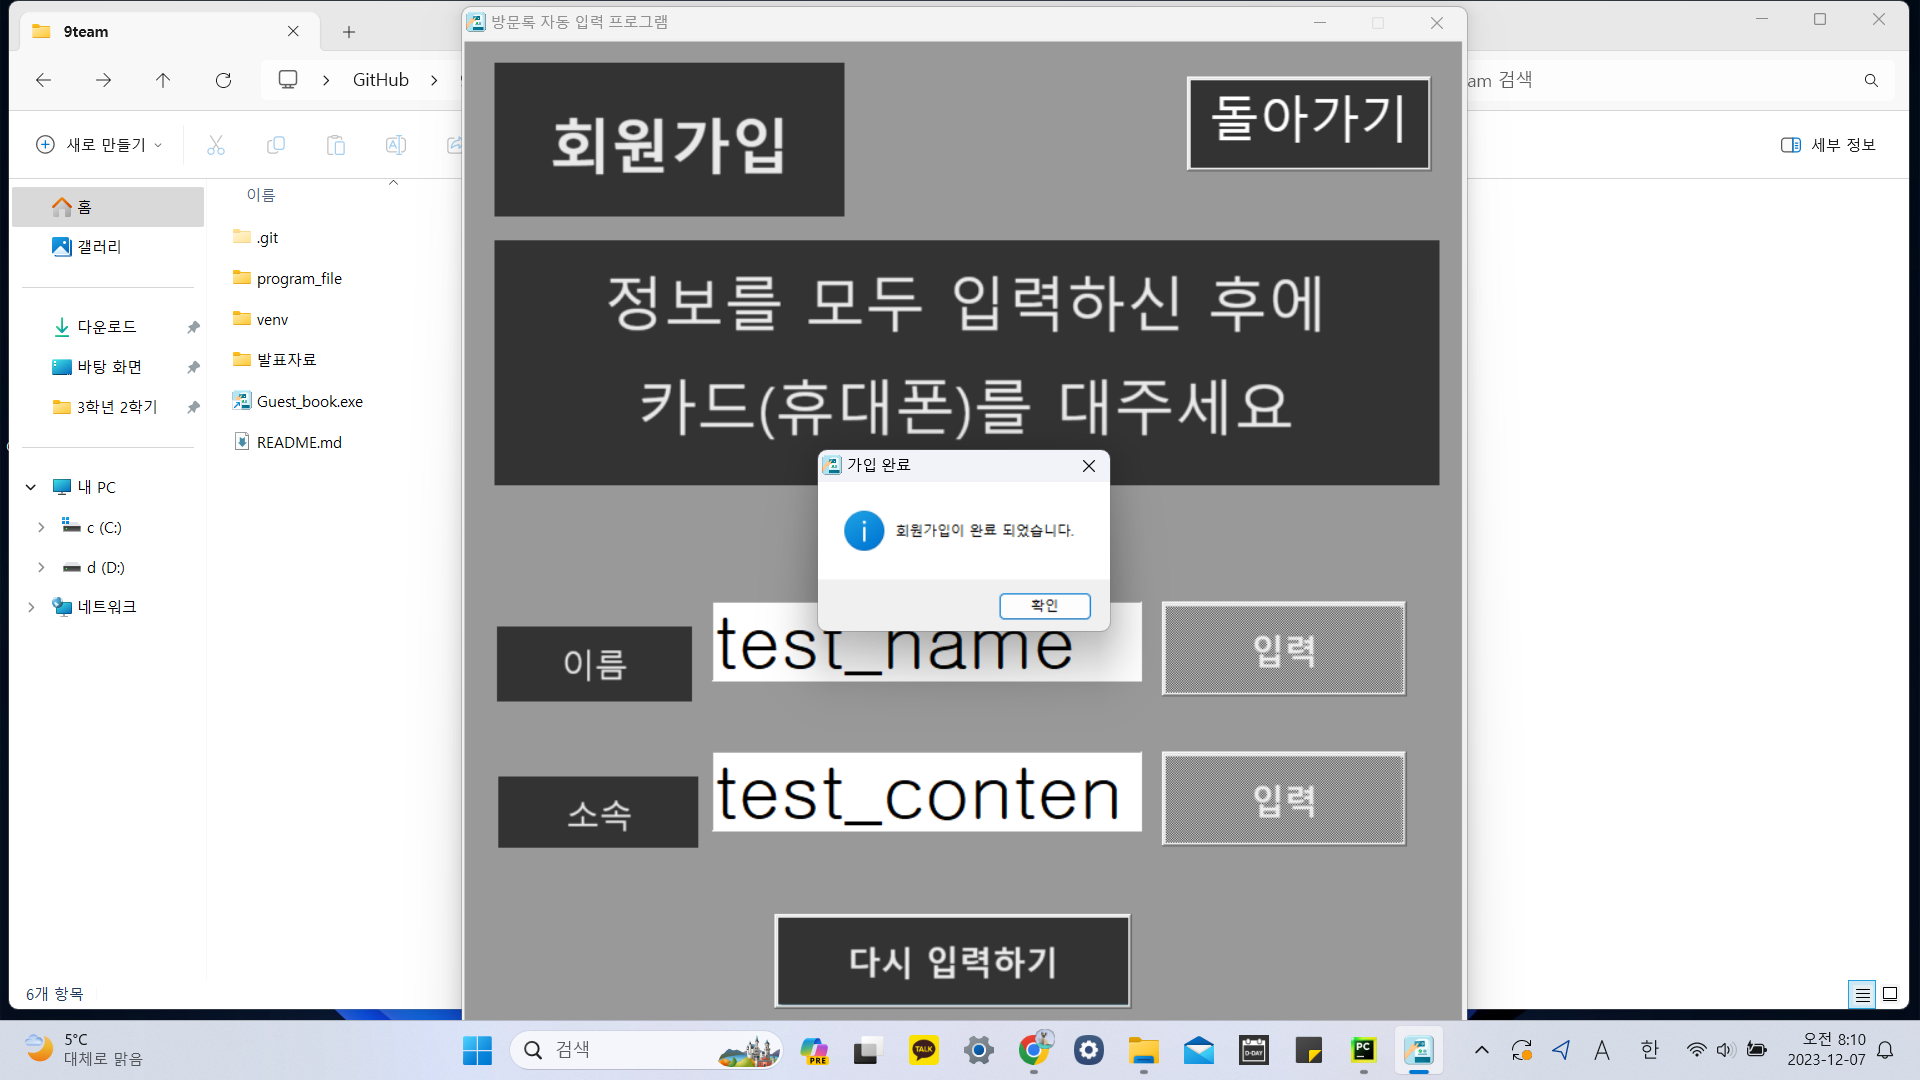 9team
방문록 자동 입력 프로그램
GitHub
am 검색
새로 만들기
세부 정보
홈
갤러리
다운로드
바탕 화면
3학년 2학기
내 PC
c (C:)
d (D:)
네트워크
이름
.git
program_file
venv
발표자료
Guest_book.exe
README.md
6개 항목
회원가입
돌아가기
정보를 모두 입력하신 후에
카드(휴대폰)를 대주세요
가입 완료
회원가입이 완료 되었습니다.
확인
이름
test_name
입력
소속
test_conten
입력
다시 입력하기
5°C
대체로 맑음
검색
PRE
TALK
D-DAY
PC
A
한
오전 8:10
2023-12-07